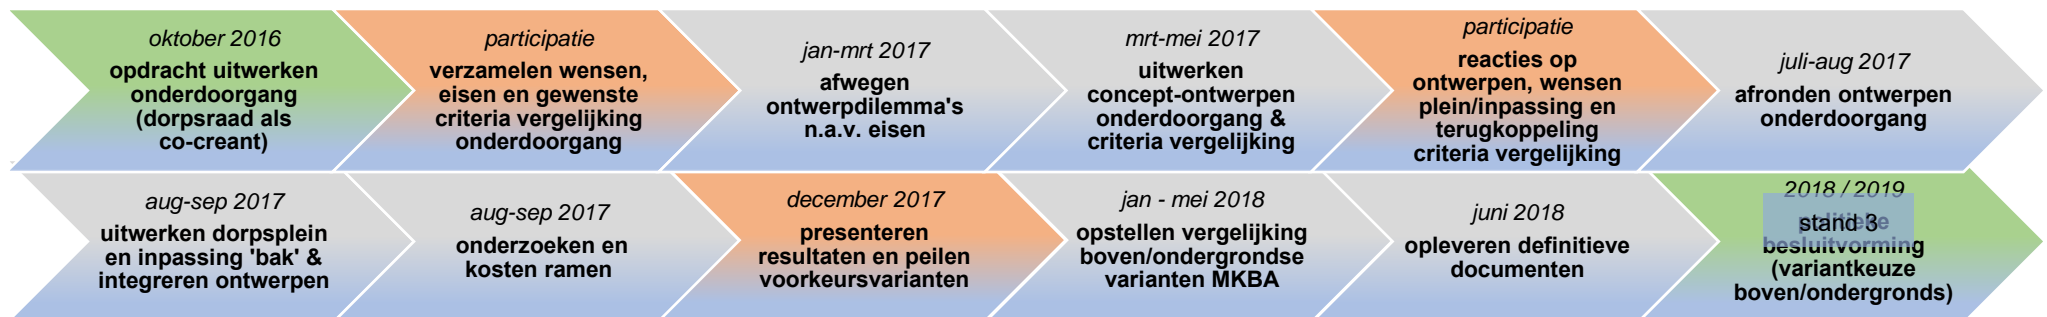 oktober 2016
opdracht uitwerken
onderdoorgang
(dorpsraad als
co-creant)
participatie
verzamelen wensen,
eisen en gewenste
criteria vergelijking
onderdoorgang
jan-mrt 2017
afwegen
ontwerpdilemma's
n.a.v. eisen
mrt-mei 2017
uitwerken
concept-ontwerpen
onderdoorgang &
criteria vergelijking
participatie
reacties op
ontwerpen, wensen
plein/inpassing en
terugkoppeling
criteria vergelijking
juli-aug 2017
afronden ontwerpen
onderdoorgang
aug-sep 2017
uitwerken dorpsplein
en inpassing 'bak' &
integreren ontwerpen
aug-sep 2017
onderzoeken en
kosten ramen
december 2017
presenteren
resultaten en peilen
voorkeursvarianten
jan - mei 2018
opstellen vergelijking
boven/ondergrondse
varianten MKBA
juni 2018
opleveren definitieve
documenten
2018 / 2019
politieke
stand 3
besluitvorming
(variantkeuze
boven/ondergronds)